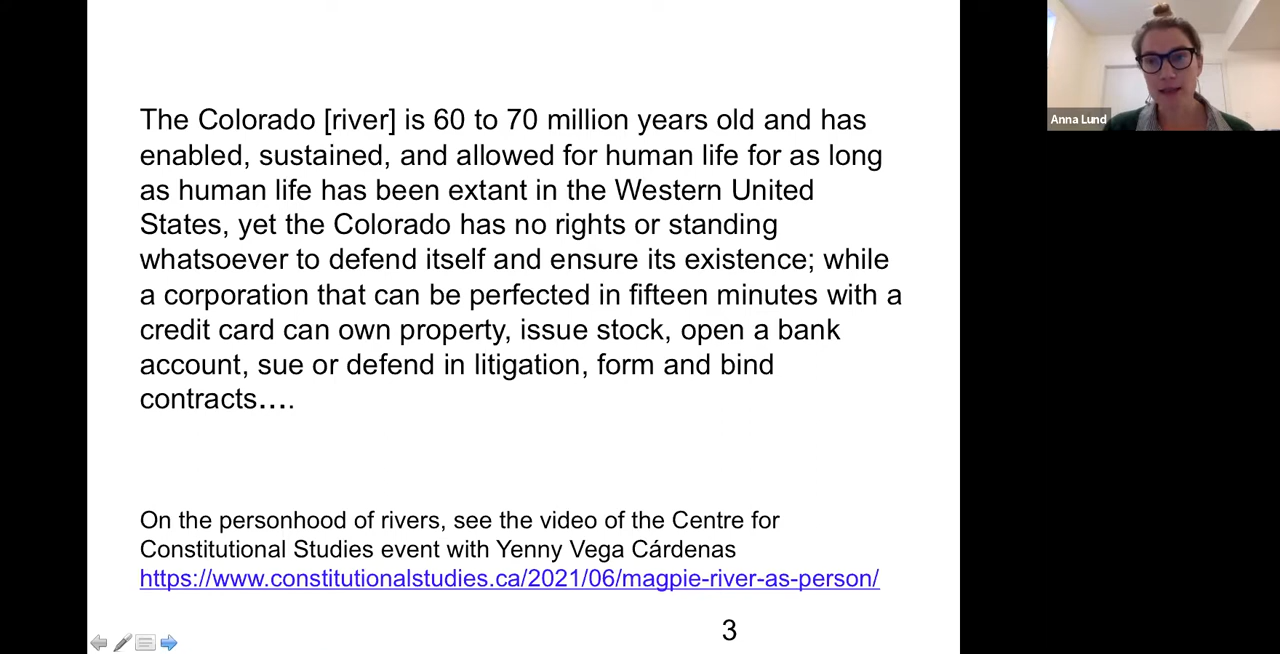 The Colorado [river] is 60 to 70 million years old and has
enabled, sustained, and allowed for human life for as long
as human life has been extant in the Western United
States, yet the Colorado has no rights or standing
whatsoever to defend itself and ensure its existence; while
a corporation that can be perfected in fifteen minutes with a
credit card can own property, issue stock, open a bank
account, sue or defend in litigation, form and bind
contracts….
On the personhood of rivers, see the video of the Centre for
Constitutional Studies event with Yenny Vega Cárdenas
https://www.constitutionalstudies.ca/2021/06/magpie-river-as-person/
3
Anna Lund